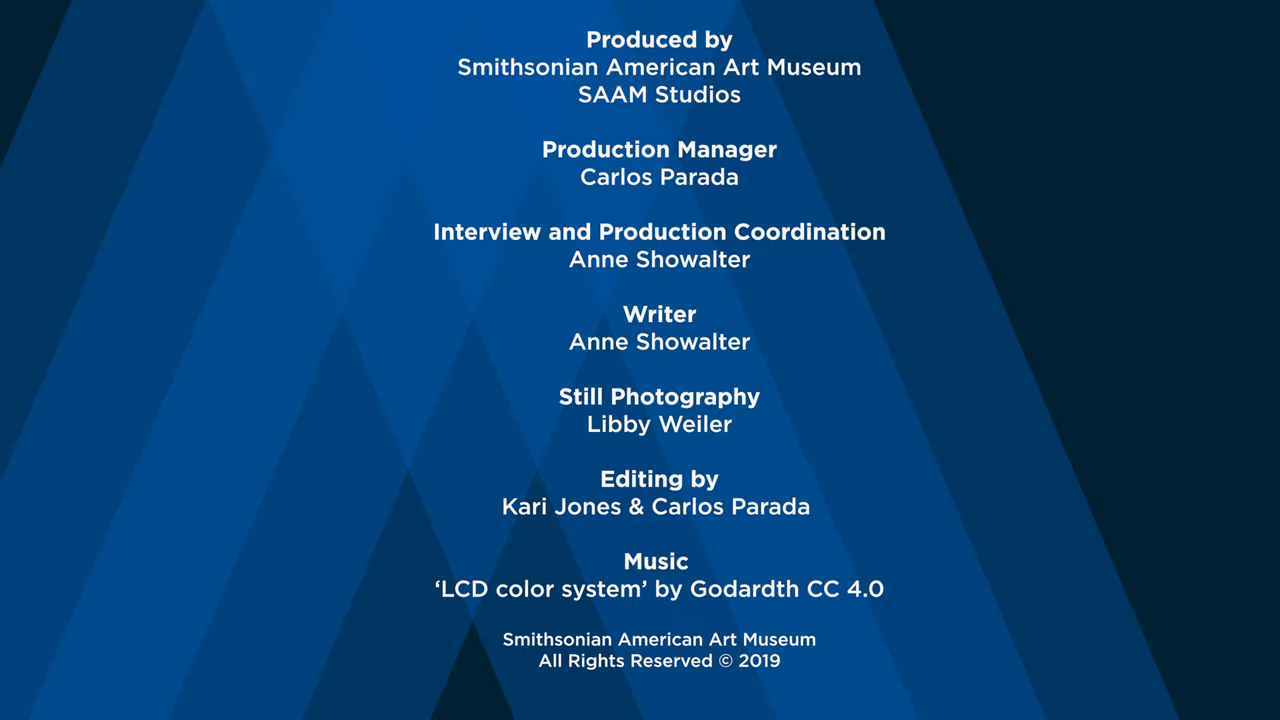 Produced by
Smithsonian American Art Museum
SAAM Studios
Production Manager
Carlos Parada
Interview and Production Coordination
Anne Showalter
Writer
Anne Showalter
Still Photography
Libby Weiler
Editing by
Kari Jones & Carlos Parada
Music
‘LCD color system’ by Godardth CC 4.0
Smithsonian American Art Museum
All Rights Reserved © 2019